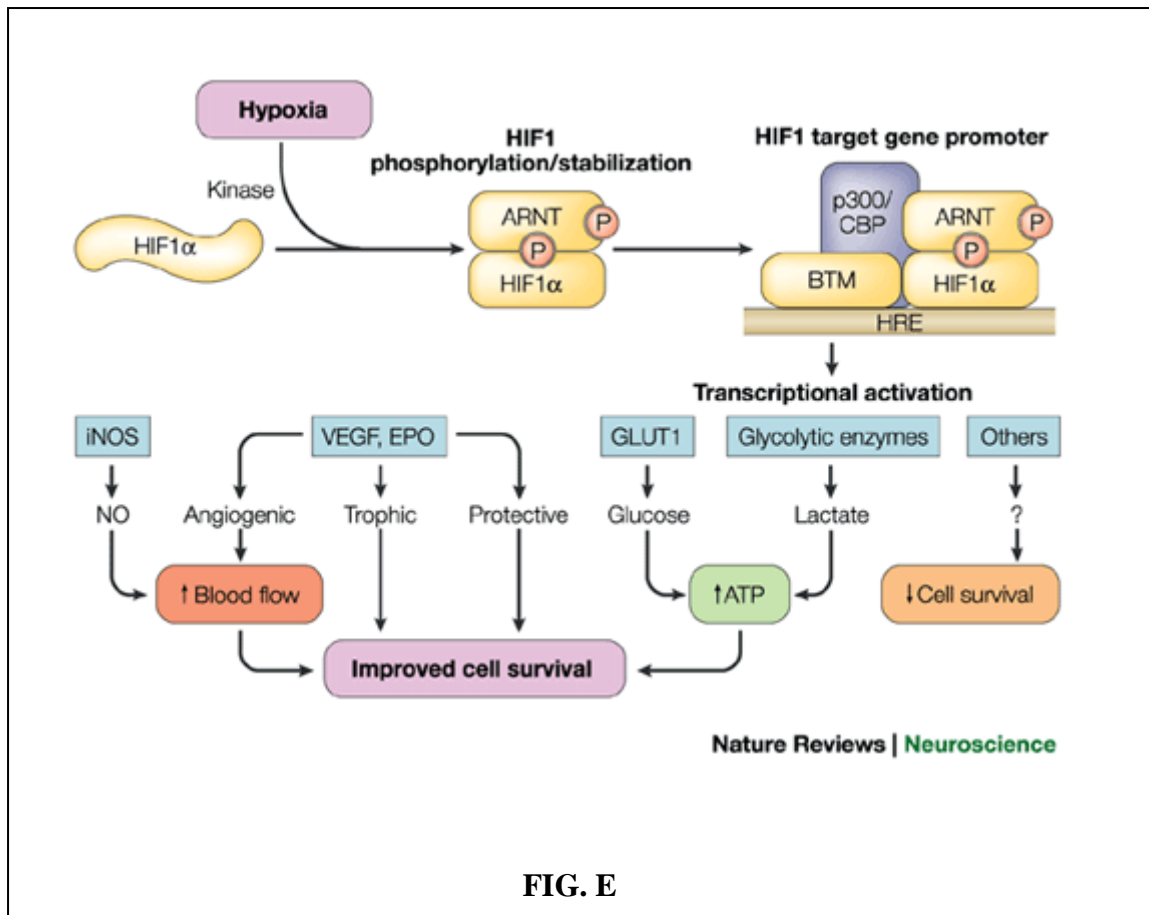 Hypoxia
HIF1
phosphorylation/stabilization
HIF1 target gene promoter
Kinase
HIF1α
ARNT
P
P
HIF1α
p300/
CBP
ARNT
P
P
BTM
HIF1α
HRE
Transcriptional activation
iNOS
VEGF, EPO
GLUT1
Glycolytic enzymes
Others
NO
Angiogenic
Trophic
Protective
Glucose
Lactate
?
↑ Blood flow
↑ATP
↓Cell survival
Improved cell survival
Nature Reviews | Neuroscience
FIG. E